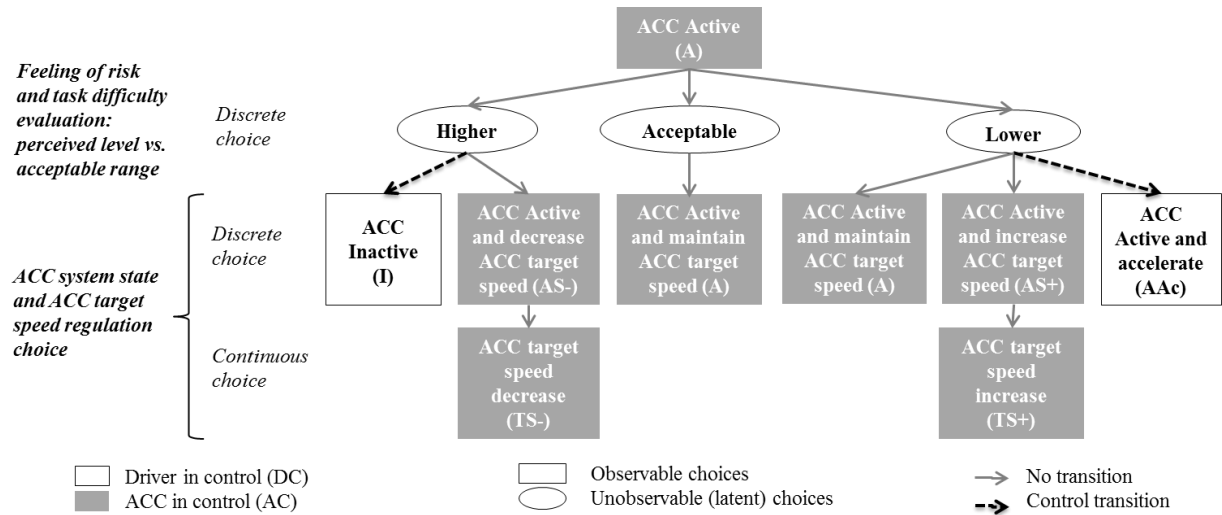 ACC Active
(A)
Feeling of risk
and task difficulty
evaluation:
perceived level vs.
acceptable range
Discrete
choice
Higher
Acceptable
Lower
ACC system state
and ACC target
speed regulation
choice
Discrete
choice
ACC
Inactive
(I)
ACC Active
and decrease
ACC target
speed (AS-)
ACC Active
and maintain
ACC target
speed (A)
ACC Active
and maintain
ACC target
speed (A)
ACC Active
and increase
ACC target
speed (AS+)
ACC
Active and
accelerate
(AAc)
Continuous
choice
ACC target
speed
decrease
(TS-)
ACC target
speed
increase
(TS+)
Driver in control (DC)
ACC in control (AC)
Observable choices
Unobservable (latent) choices
No transition
Control transition